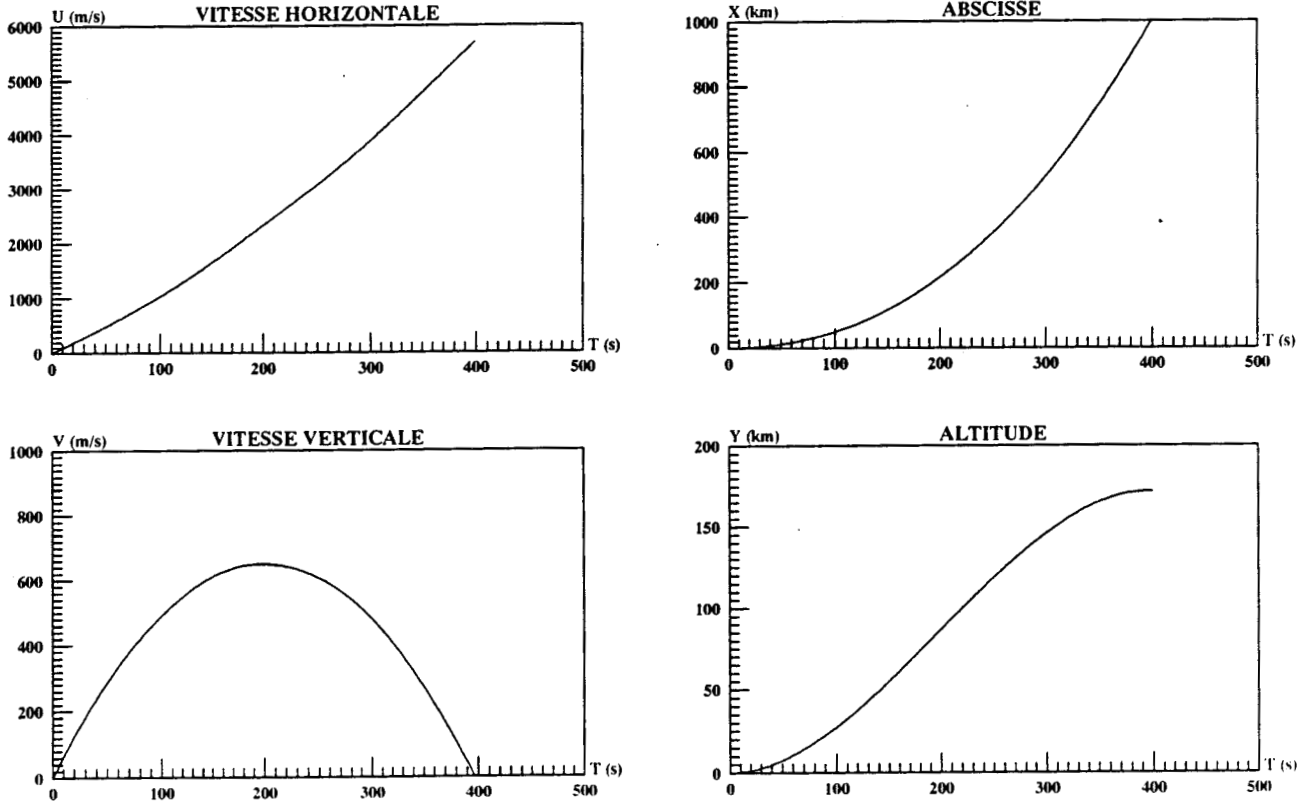 U (m/s) VITESSE HORIZONTALE
6000
5000
4000
3000
2000
1000
0
T (s)
0 100 200 300 400 500
X (km) ABSCISSE
1000
800
600
400
200
0
T (s)
0 100 200 300 400 500
V (m/s) VITESSE VERTICALE
1000
800
600
400
200
0
T (s)
0 100 200 300 400 500
Y (km) ALTITUDE
200
150
100
50
0
T (s)
0 100 200 300 400 500